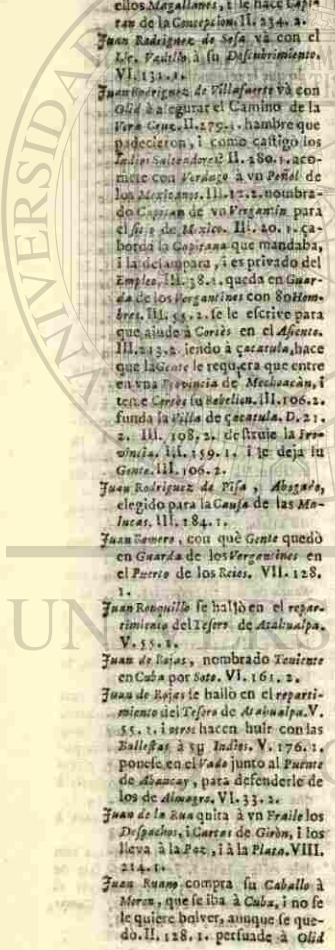 ellos Magallanes, i le hace Capi-
tan de la Concepcion. II. 234. 2.
Juan Rodriguez de Sosa và con el
Lic. Vadillo à su Descubrimiento.
VI. 131. 1.
Juan Rodriguez de Villafuerte và con
Olid à asegurar el Camino de la
Vera Cruz. II. 279. 1. hambre que
padecieron, i como castigò los
Indios Salteadores? II. 280. 1. aco-
mete con Verdugo à vn Peñol de
los Mexicanos. III. 12. 2. nombra-
do Capitan de vn Vergantin para
el sitio de Mexico. III. 20. 1. ça-
borda la Capitana que mandaba,
i la desampara, i es privado del
Empleo. III. 38. 1. queda en Guar-
da de los Vergantines con 80 Hom-
bres. III. 55. 2. se le escrive para
que aiude à Cortès en el Asiento.
III. 213. 2. iendo à çacatula, hace
que la Gente le requiera que entre
en vna Provincia de Mechoacàn, i
teme Cortès su Rebelion. III. 106. 2.
funda la Villa de çacatula. D. 21.
2. III. 198. 2. destruie la Pro-
vincia. III. 159. 1. i le deja su
Gente. III. 106. 2.
Juan Rodriguez de Pisa, Abogado,
elegido para la Causa de las Ma-
lucas. III. 184. 1.
Juan Romero, con què Gente quedò
en Guarda de los Vergantines en
el Puerto de los Reies. VII. 128.
1.
Juan Ronquillo se hallò en el repar-
timiento del Tesoro de Atahualpa.
V. 55. 1.
Juan de Rojas, nombrado Teniente
en Cuba por Soto. VI. 161. 2.
Juan de Rojas se hallò en el reparti-
miento del Tesoro de Atahualpa. V.
55. 1. i otros hacen huir con las
Ballestas à 5y Indios. V. 176. 1.
ponese en el Vado junto al Puente
de Abancay, para defenderle de
los de Almagro. VI. 33. 2.
Juan de la Rua quita à vn Fraile los
Despachos, i Cartas de Giròn, i los
lleva à la Paz, i à la Plata. VIII.
214. 1.
Juan Ruano compra su Caballo à
Moron, que se iba à Cuba, i no se
le quiere bolver, aunque se que-
do. II. 128. 1. persuade à Olid
UN